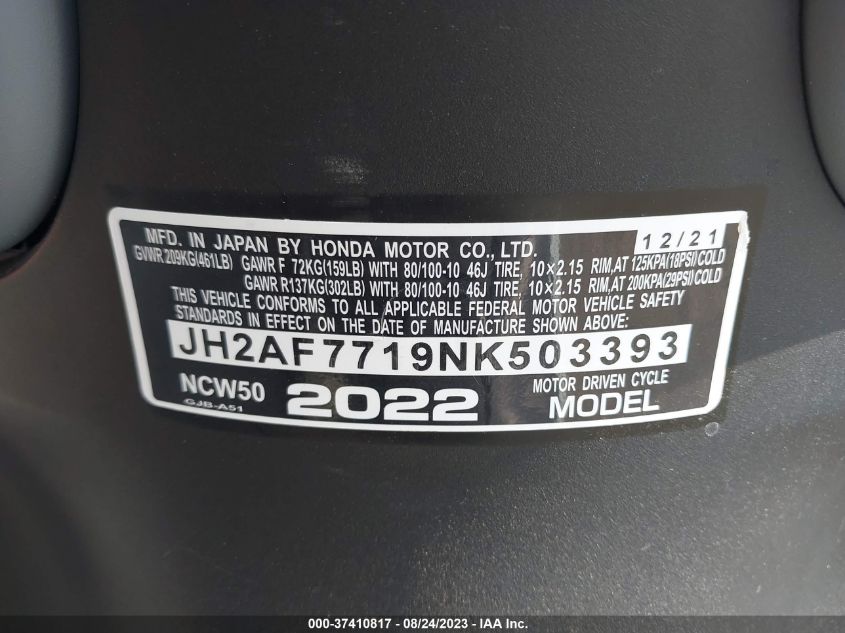 MFD. IN JAPAN BY HONDA MOTOR CO., LTD. 12/21
GVWR 209KG(461LB) GAWR F 72KG(159LB) WITH 80/100-10 46J TIRE, 10×2.15 RIM,AT 125KPA(18PSI)COLD
GAWR R137KG(302LB) WITH 80/100-10 46J TIRE, 10×2.15 RIM,AT 200KPA(29PSI)COLD
THIS VEHICLE CONFORMS TO ALL APPLICABLE FEDERAL MOTOR VEHICLE SAFETY
STANDARDS IN EFFECT ON THE DATE OF MANUFACTURE SHOWN ABOVE:
JH2AF7719NK503393
NCW50 2022 MOTOR DRIVEN CYCLE
GJB-A51 MODEL
000-37410817 - 08/24/2023 - IAA Inc.